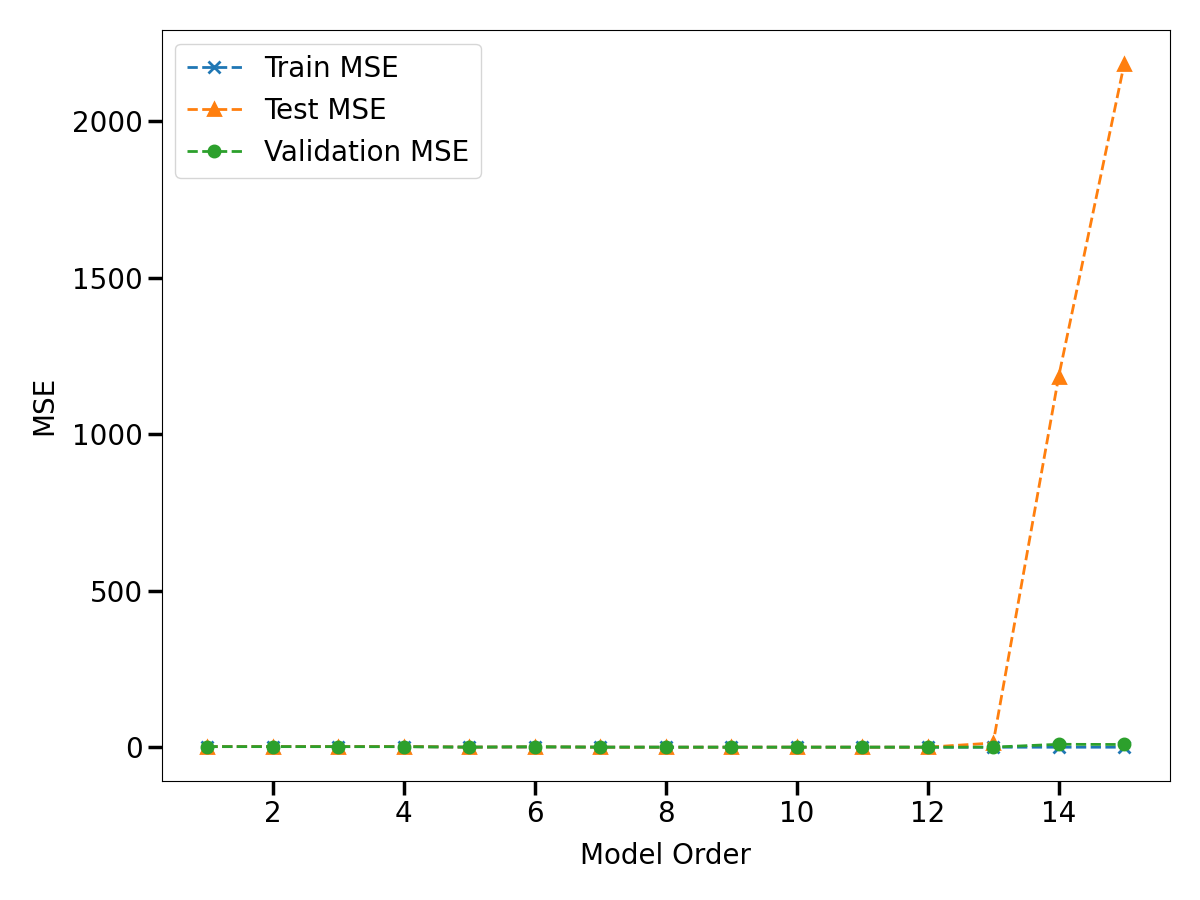 Train MSE
Test MSE
Validation MSE
2000
1500
1000
500
0
MSE
2 4 6 8 10 12 14
Model Order